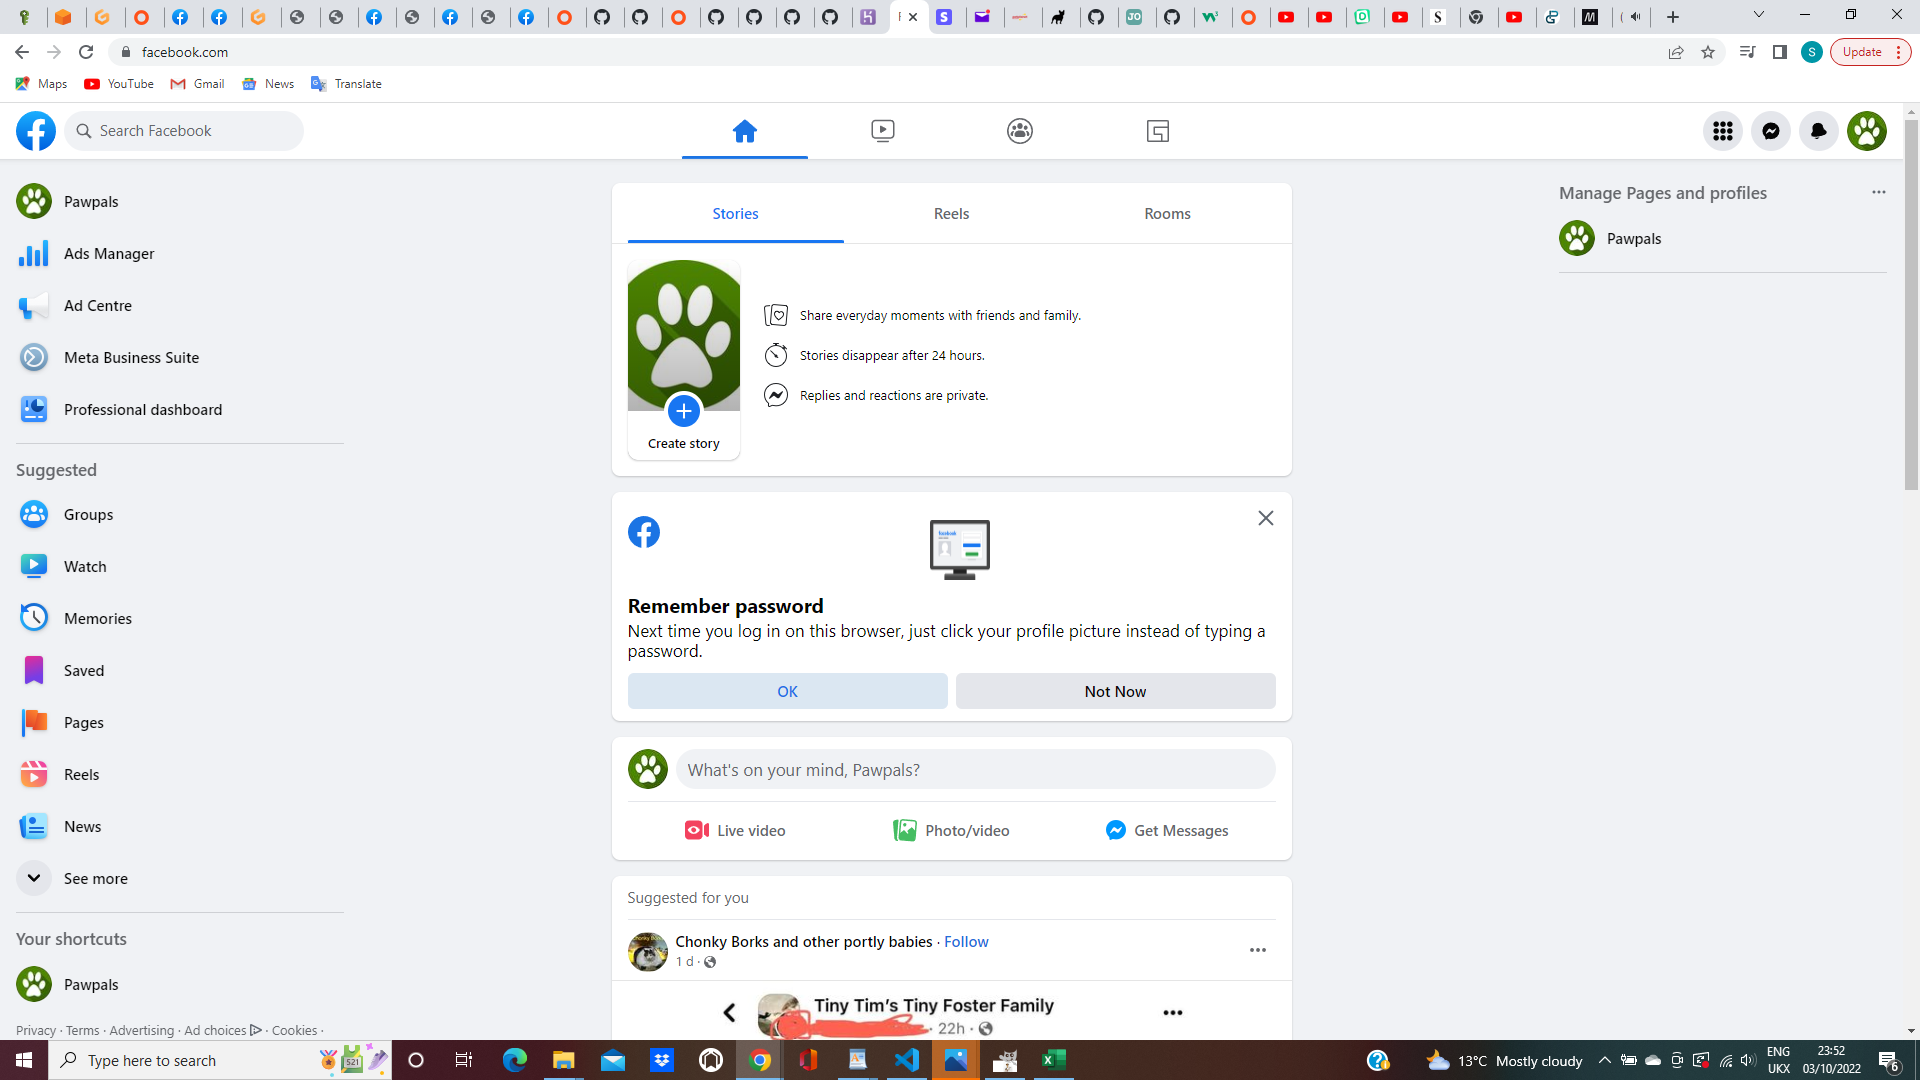 facebook.com
Update
Maps
YouTube
Gmail
News
Translate
Search Facebook
Pawpals
Ads Manager
Ad Centre
Meta Business Suite
Professional dashboard
Suggested
Groups
Watch
Memories
Saved
Pages
Reels
News
See more
Your shortcuts
Pawpals
Privacy · Terms · Advertising · Ad choices · Cookies ·
Stories
Reels
Rooms
Create story
Share everyday moments with friends and family.
Stories disappear after 24 hours.
Replies and reactions are private.
Remember password
Next time you log in on this browser, just click your profile picture instead of typing a
password.
OK
Not Now
What's on your mind, Pawpals?
Live video
Photo/video
Get Messages
Suggested for you
Chonky Borks and other portly babies · Follow
1 d ·
Tiny Tim's Tiny Foster Family
· 22h ·
Manage Pages and profiles
Pawpals
Type here to search
13°C Mostly cloudy
ENG
UKX
23:52
03/10/2022
6